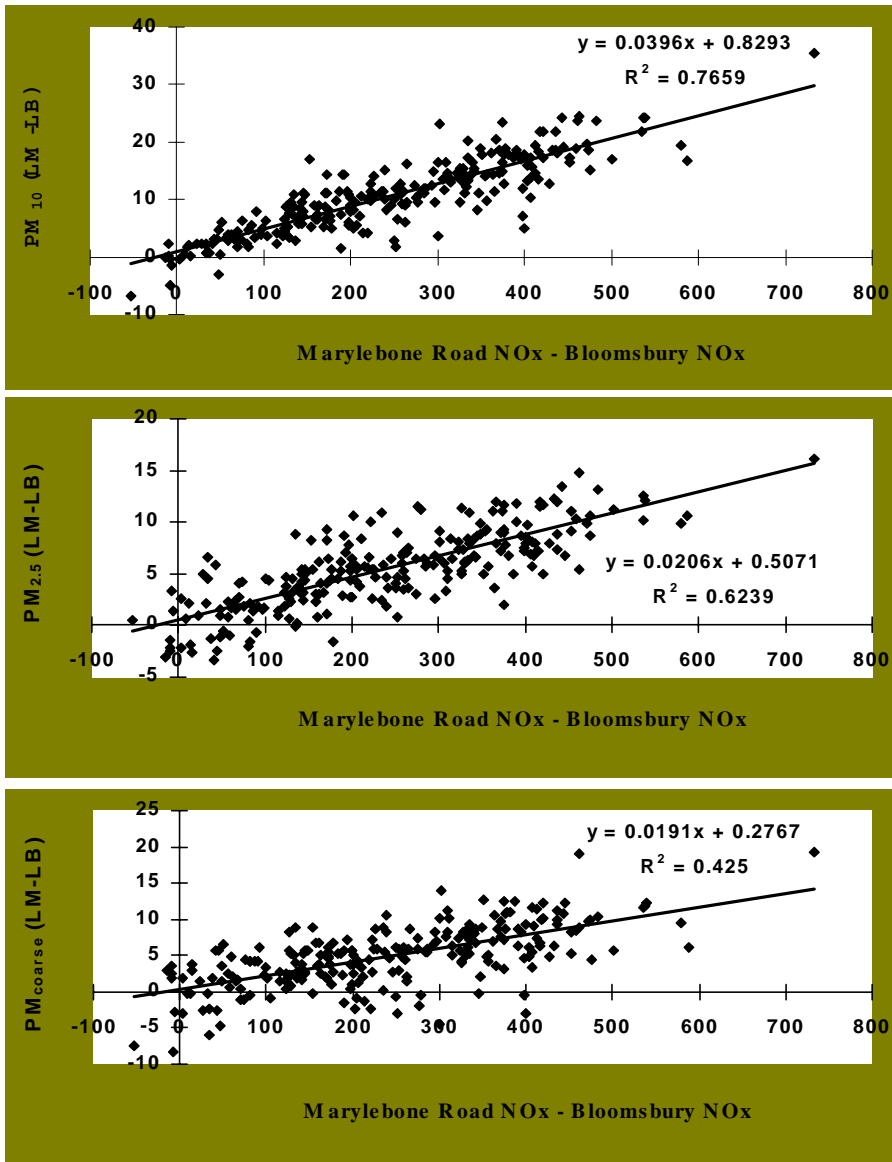 40
30
20
10
0
-10
-100 0 100 200 300 400 500 600 700 800
y = 0.0396x + 0.8293
R² = 0.7659
PM 10 (LM -LB)
Marylebone Road NOx - Bloomsbury NOx
20
15
10
5
0
-5
-100 0 100 200 300 400 500 600 700 800
y = 0.0206x + 0.5071
R² = 0.6239
PM2.5 (LM-LB)
Marylebone Road NOx - Bloomsbury NOx
25
20
15
10
5
0
-5
-10
-100 0 100 200 300 400 500 600 700 800
y = 0.0191x + 0.2767
R² = 0.425
PMcoarse (LM-LB)
Marylebone Road NOx - Bloomsbury NOx